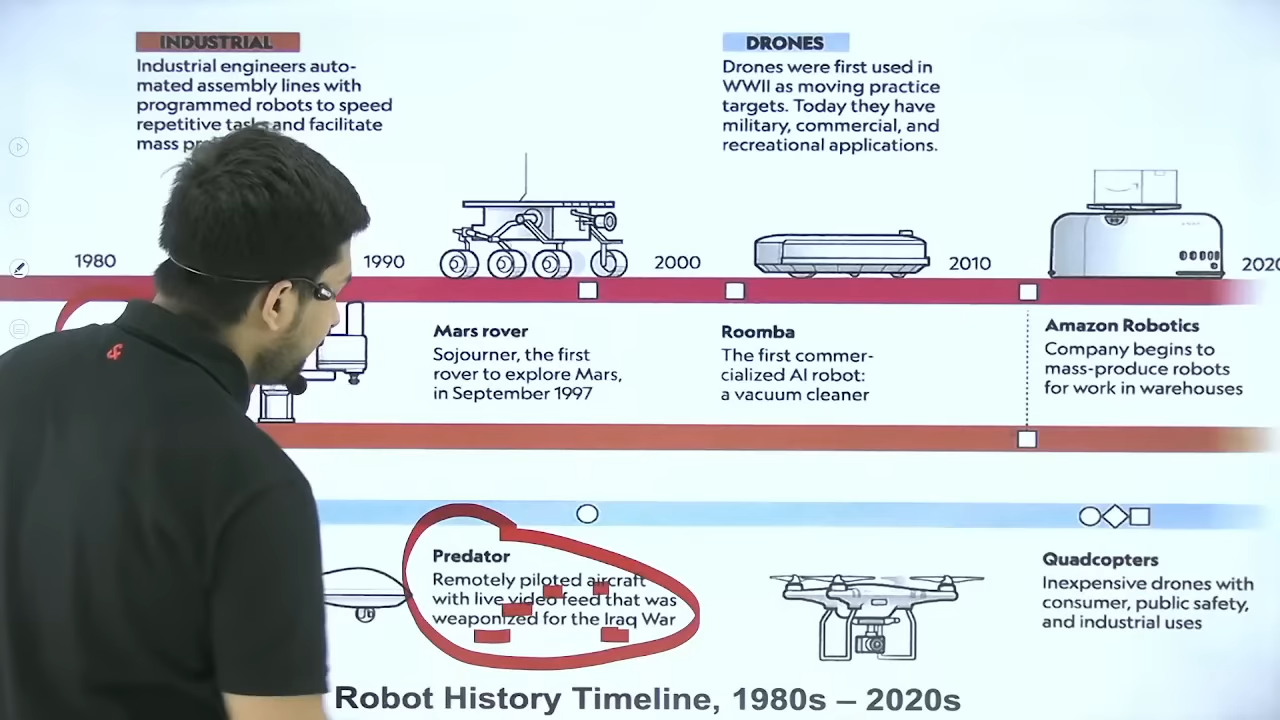 INDUSTRIAL
Industrial engineers auto-
mated assembly lines with
programmed robots to speed
repetitive tasks and facilitate
mass
DRONES
Drones were first used in
WWII as moving practice
targets. Today they have
military, commercial, and
recreational applications.
1980
1990
2000
2010
2020
Mars rover
Sojourner, the first
rover to explore Mars,
in September 1997
Roomba
The first commer-
cialized AI robot:
a vacuum cleaner
Amazon Robotics
Company begins to
mass-produce robots
for work in warehouses
Predator
Remotely piloted aircraft
with live video feed that was
weaponized for the Iraq War
Quadcopters
Inexpensive drones with
consumer, public safety,
and industrial uses
Robot History Timeline, 1980s – 2020s